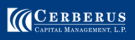 CERBERUS
CAPITAL MANAGEMENT, L.P.